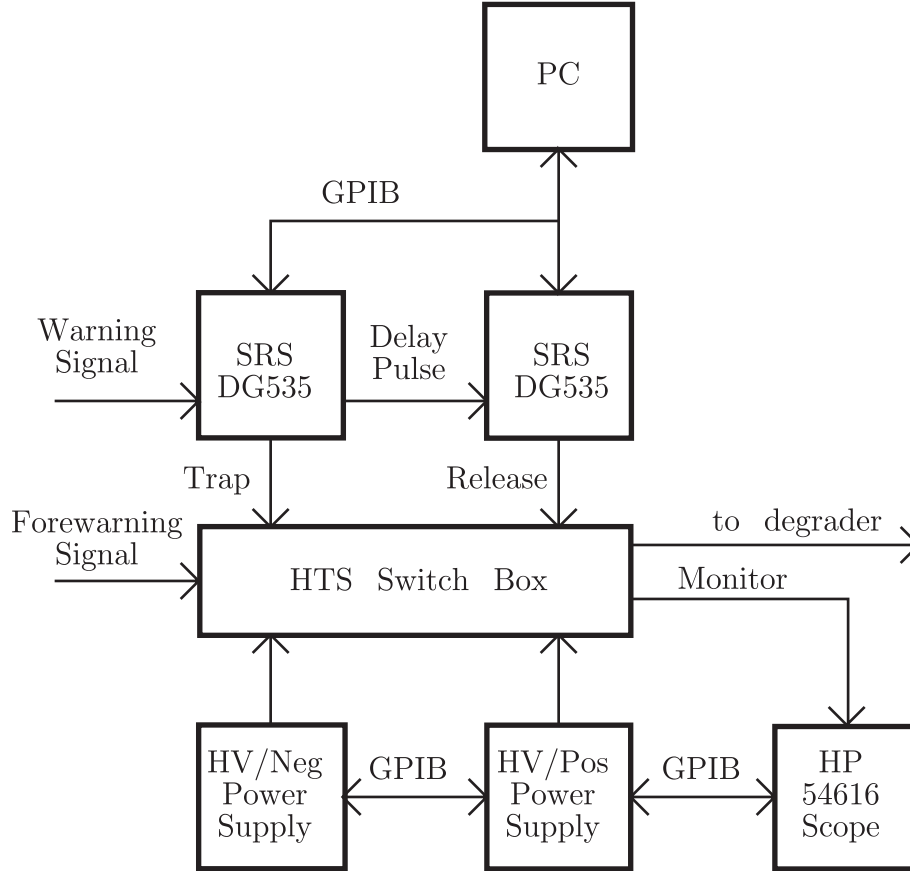 PC
GPIB
Warning
Signal
SRS
DG535
Delay
Pulse
SRS
DG535
Trap
Release
Forewarning
Signal
HTS Switch Box
to degrader
Monitor
HV/Neg
Power
Supply
GPIB
HV/Pos
Power
Supply
GPIB
HP
54616
Scope